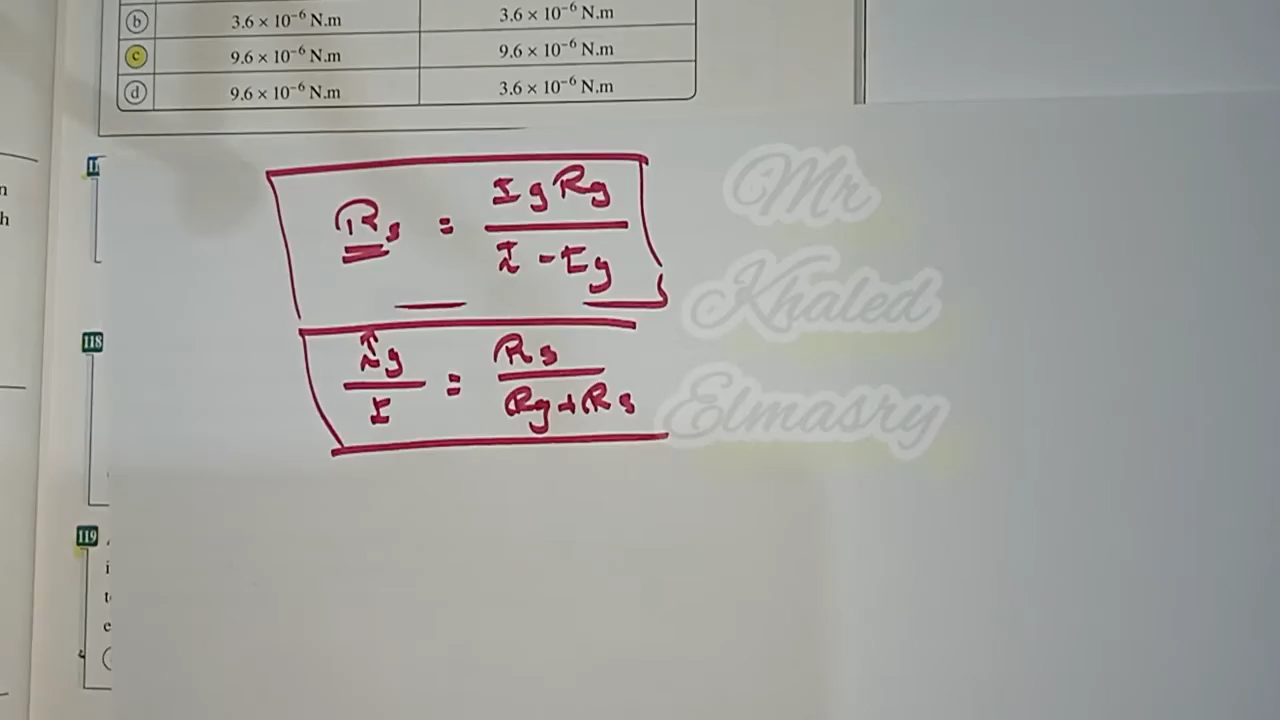 b 3.6 × 10⁻⁶ N.m 3.6 × 10⁻⁶ N.m
c 9.6 × 10⁻⁶ N.m 9.6 × 10⁻⁶ N.m
d 9.6 × 10⁻⁶ N.m 3.6 × 10⁻⁶ N.m
n
h
Rs = IgRg / I - Ig
Ig / I = Rs / Rg + Rs
118
119
i
t
e
Mr
Khaled
Elmasry